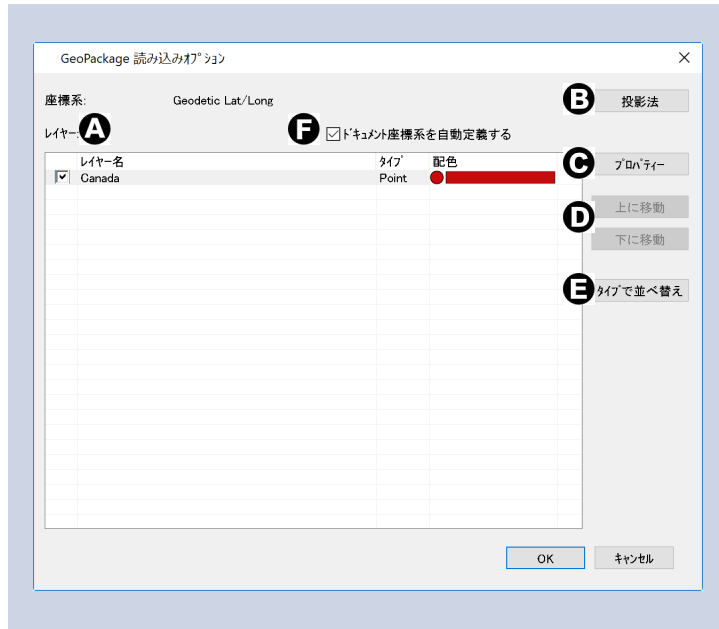 GeoPackage 読み込みｵﾌﾟｼｮﾝ
座標系: Geodetic Lat/Long
B 投影法
ﾚｲﾔｰ: A
F ﾄﾞｷｭﾒﾝﾄ座標系を自動定義する
レイヤー名 ﾀｲﾌﾟ 配色
C ﾌﾟﾛﾊﾟﾃｨｰ
Canada Point
D 上に移動
下に移動
E ﾀｲﾌﾟで並べ替え
OK ｷｬﾝｾﾙ